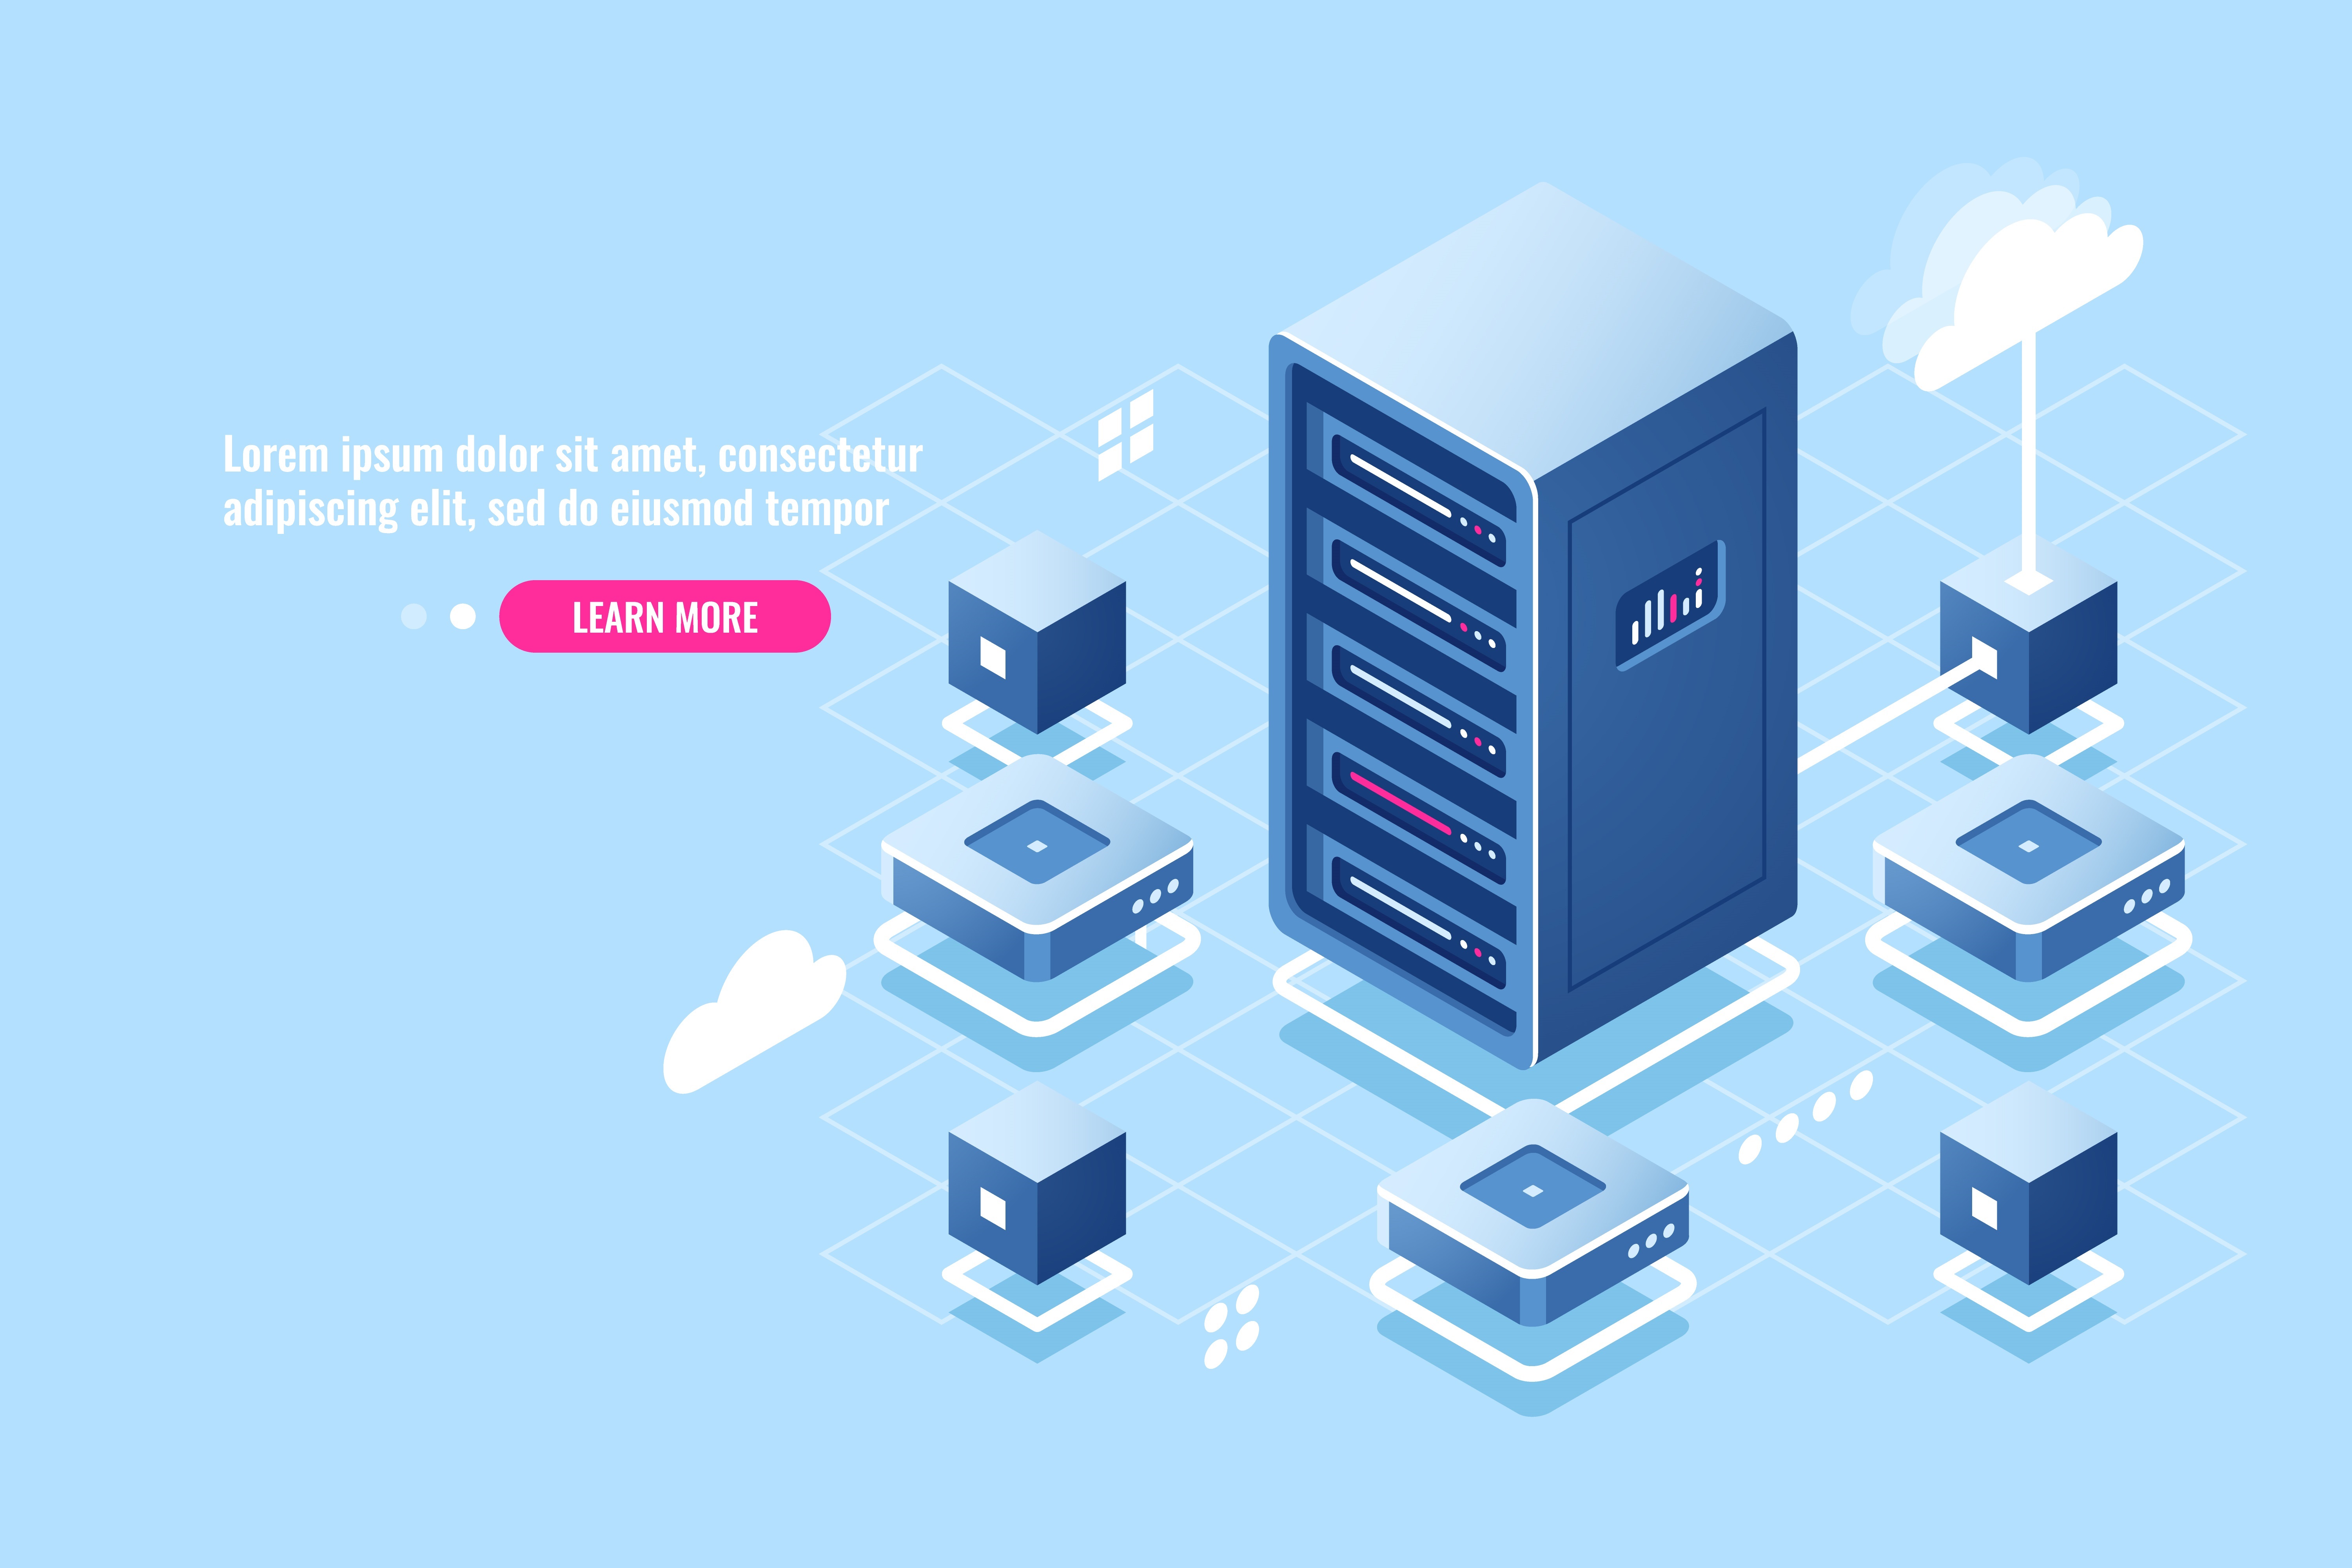 Lorem ipsum dolor sit amet, consectetur
adipiscing elit, sed do eiusmod tempor
LEARN MORE